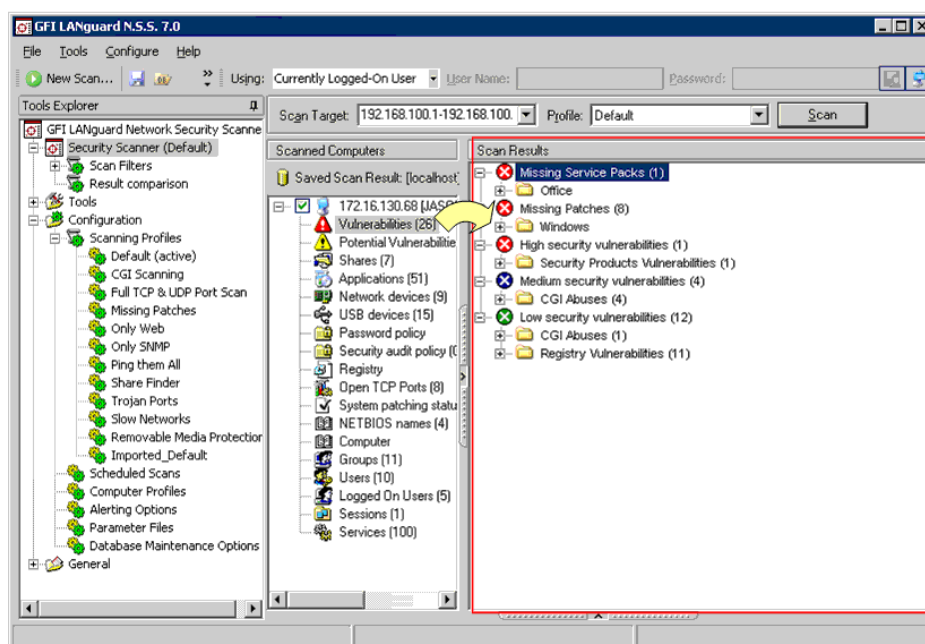 GFI LANguard N.S.S. 7.0
File Tools Configure Help
New Scan... Using: Currently Logged-On User User Name: Password:
Tools Explorer
GFI LANguard Network Security Scanne
Security Scanner (Default)
Scan Filters
Result comparison
Tools
Configuration
Scanning Profiles
Default (active)
CGI Scanning
Full TCP & UDP Port Scan
Missing Patches
Only Web
Only SNMP
Ping them All
Share Finder
Trojan Ports
Slow Networks
Removable Media Protection
Imported_Default
Scheduled Scans
Computer Profiles
Alerting Options
Parameter Files
Database Maintenance Options
General
Scan Target: 192.168.100.1-192.168.100. Profile: Default Scan
Scanned Computers
Saved Scan Result: [localhost]
172.16.130.68 [JASO
Vulnerabilities (26)
Potential Vulnerabilitie
Shares (7)
Applications (51)
Network devices (9)
USB devices (15)
Password policy
Security audit policy (
Registry
Open TCP Ports (8)
System patching statu
NETBIOS names (4)
Computer
Groups (11)
Users (10)
Logged On Users (5)
Sessions (1)
Services (100)
Scan Results
Missing Service Packs (1)
Office
Missing Patches (8)
Windows
High security vulnerabilities (1)
Security Products Vulnerabilities (1)
Medium security vulnerabilities (4)
CGI Abuses (4)
Low security vulnerabilities (12)
CGI Abuses (1)
Registry Vulnerabilities (11)